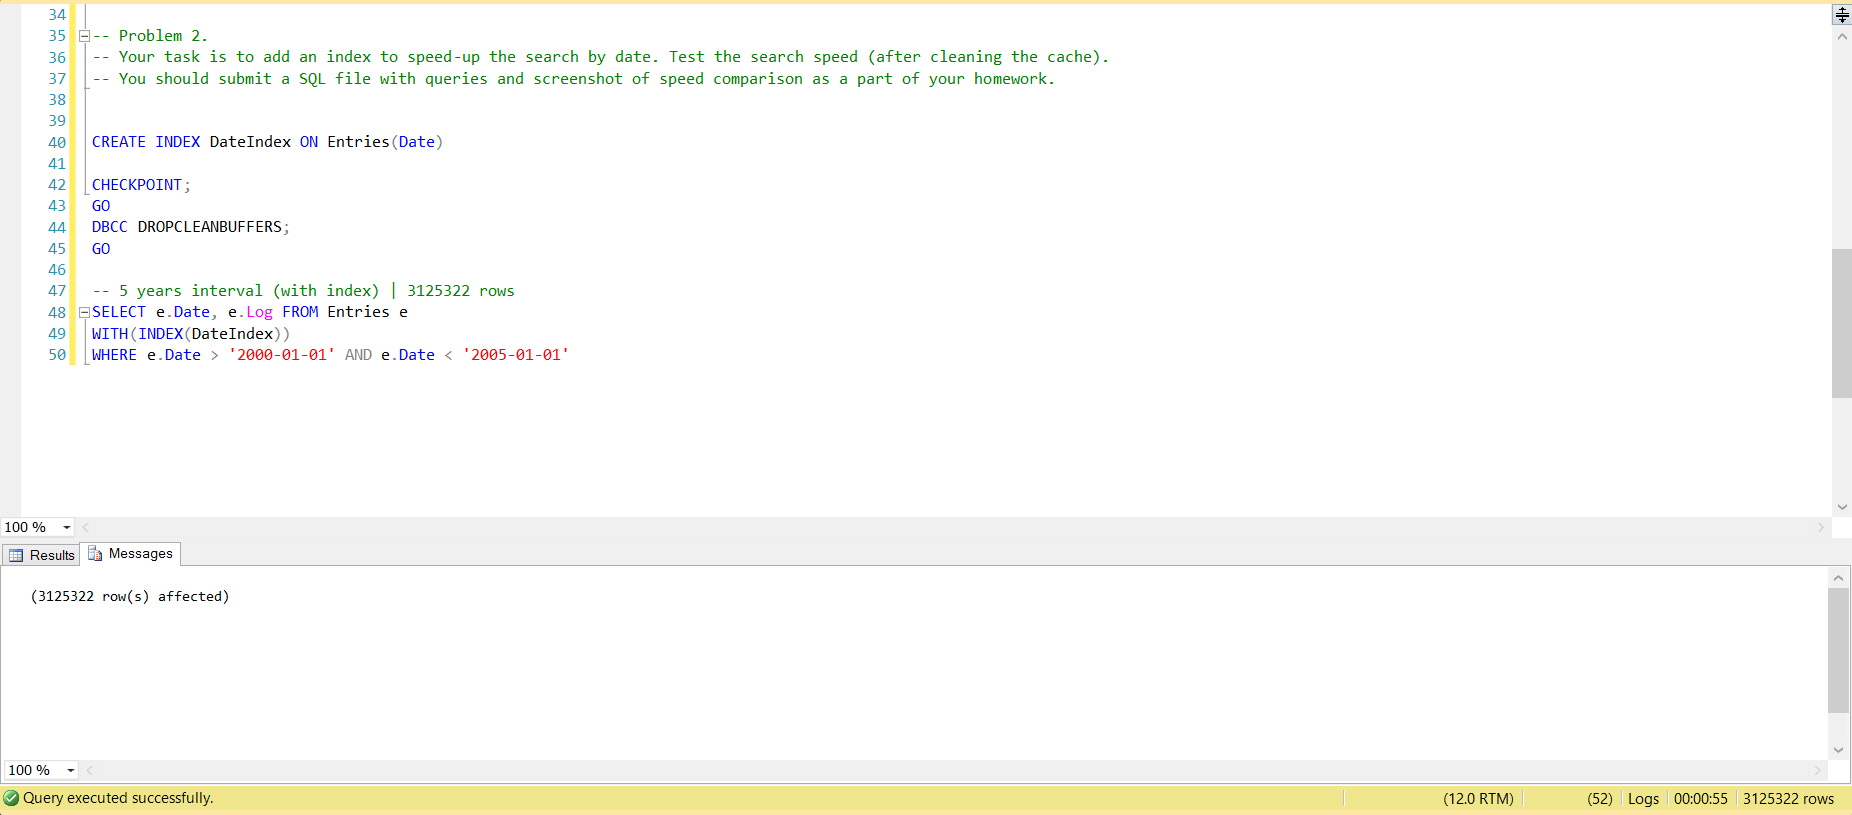 34
35 -- Problem 2.
36 -- Your task is to add an index to speed-up the search by date. Test the search speed (after cleaning the cache).
37 -- You should submit a SQL file with queries and screenshot of speed comparison as a part of your homework.
38
39
40 CREATE INDEX DateIndex ON Entries(Date)
41
42 CHECKPOINT;
43 GO
44 DBCC DROPCLEANBUFFERS;
45 GO
46
47 -- 5 years interval (with index) | 3125322 rows
48 SELECT e.Date, e.Log FROM Entries e
49 WITH(INDEX(DateIndex))
50 WHERE e.Date > '2000-01-01' AND e.Date < '2005-01-01'
100 %
Results Messages
(3125322 row(s) affected)
100 %
Query executed successfully. (12.0 RTM) (52) Logs 00:00:55 3125322 rows